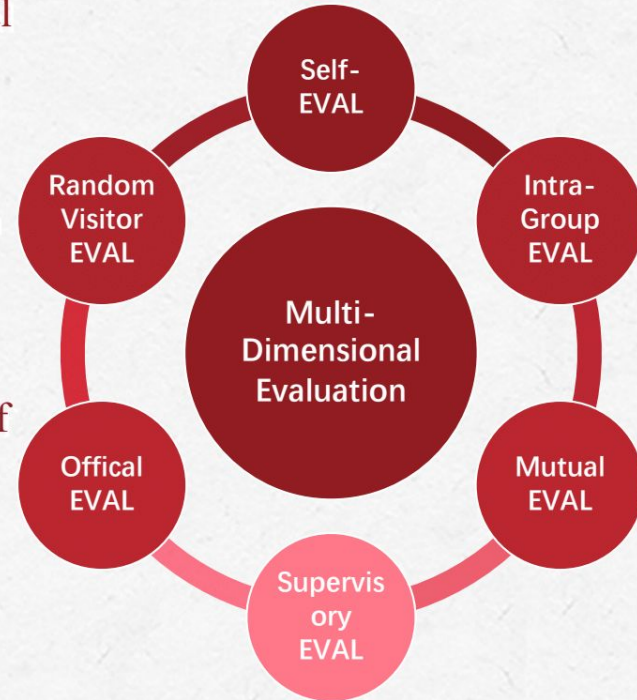 Self-
EVAL
Random
Visitor
EVAL
Intra-
Group
EVAL
Multi-
Dimensional
Evaluation
Offical
EVAL
Mutual
EVAL
Supervis
ory
EVAL